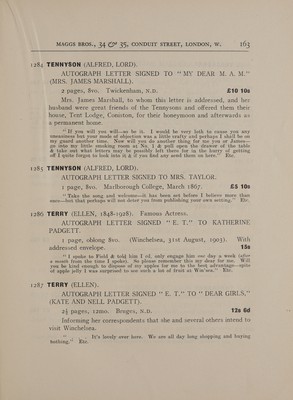 MAGGS BROS., 34 & 35, CONDUIT STREET, LONDON, W. 163
1284 TENNYSON (ALFRED, LORD).
AUTOGRAPH LETTER SIGNED TO “ MY DEAR M. A. M.”
(MRS. JAMES MARSHALL).
2 pages, 8vo. Twickenham, N.D. £10 10s
Mrs. James Marshall, to whom this letter is addressed, and her
husband were great friends of the Tennysons and offered them their
house, Tent Lodge, Coniston, for their honeymoon and afterwards as
a permanent home.
“ If you will you will—so be it. I would be very loth to cause you any
uneasiness but your mode of objection was a little crusty and perhaps I shall be on
my guard another time. Now will you do another thing for me you or James
go into my little smoking room at No. 1 & pull open the drawer of the table
& take out what letters may be possibly left there for in the hurry of getting
off I quite forgot to look into it & if you find any send them on here.” Etc.
1285 TENNYSON (ALFRED, LORD).
AUTOGRAPH LETTER SIGNED TO MRS. TAYLOR.
1 page, 8vo. Marlborough College, March 1867. £5 10s
“ Take the song and welcome—it has been set before I believe more than
once—but that perhaps will not deter you from publishing your own setting.” Etc.
1286 TERRY (ELLEN, 1848-1928). Famous Actress.
AUTOGRAPH LETTER SIGNED “ E. T.” TO KATHERINE
PADGETT.
1 page, oblong 8vo. (Winchelsea, 31st August, 1903). With
addressed envelope. 15s
“ I spoke to Field & told him I'd only engage him one day a week (after
a month from the time I spoke). So please remember this my dear for me. Will
you be kind enough to dispose of my apples for me to the best advantage—spite
of apple jelly I was surprised to see such a lot of fruit at Win'sea.” Etc.
1287 TERRY (ELLEN).
AUTOGRAPH LETTER SIGNED “ E. T.” TO “ DEAR GIRLS,”
(KATE AND NELL PADGETT).
2½ pages, 12mo. Bruges, N.D. 12s 6d
Informing her correspondents that she and several others intend to
visit Winchelsea.
“ . . . It's lovely over here. We are all day long shopping and buying
nothing.” Etc.